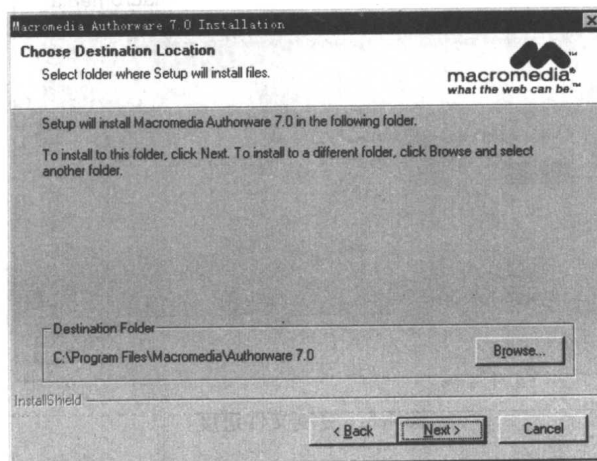 Macromedia Authorware 7.0 Installation
Choose Destination Location
Select folder where Setup will install files.
macromedia®
what the web can be.™
Setup will install Macromedia Authorware 7.0 in the following folder.
To install to this folder, click Next. To install to a different folder, click Browse and select
another folder.
Destination Folder
C:\Program Files\Macromedia\Authorware 7.0
Browse...
InstallShield
< Back
Next >
Cancel